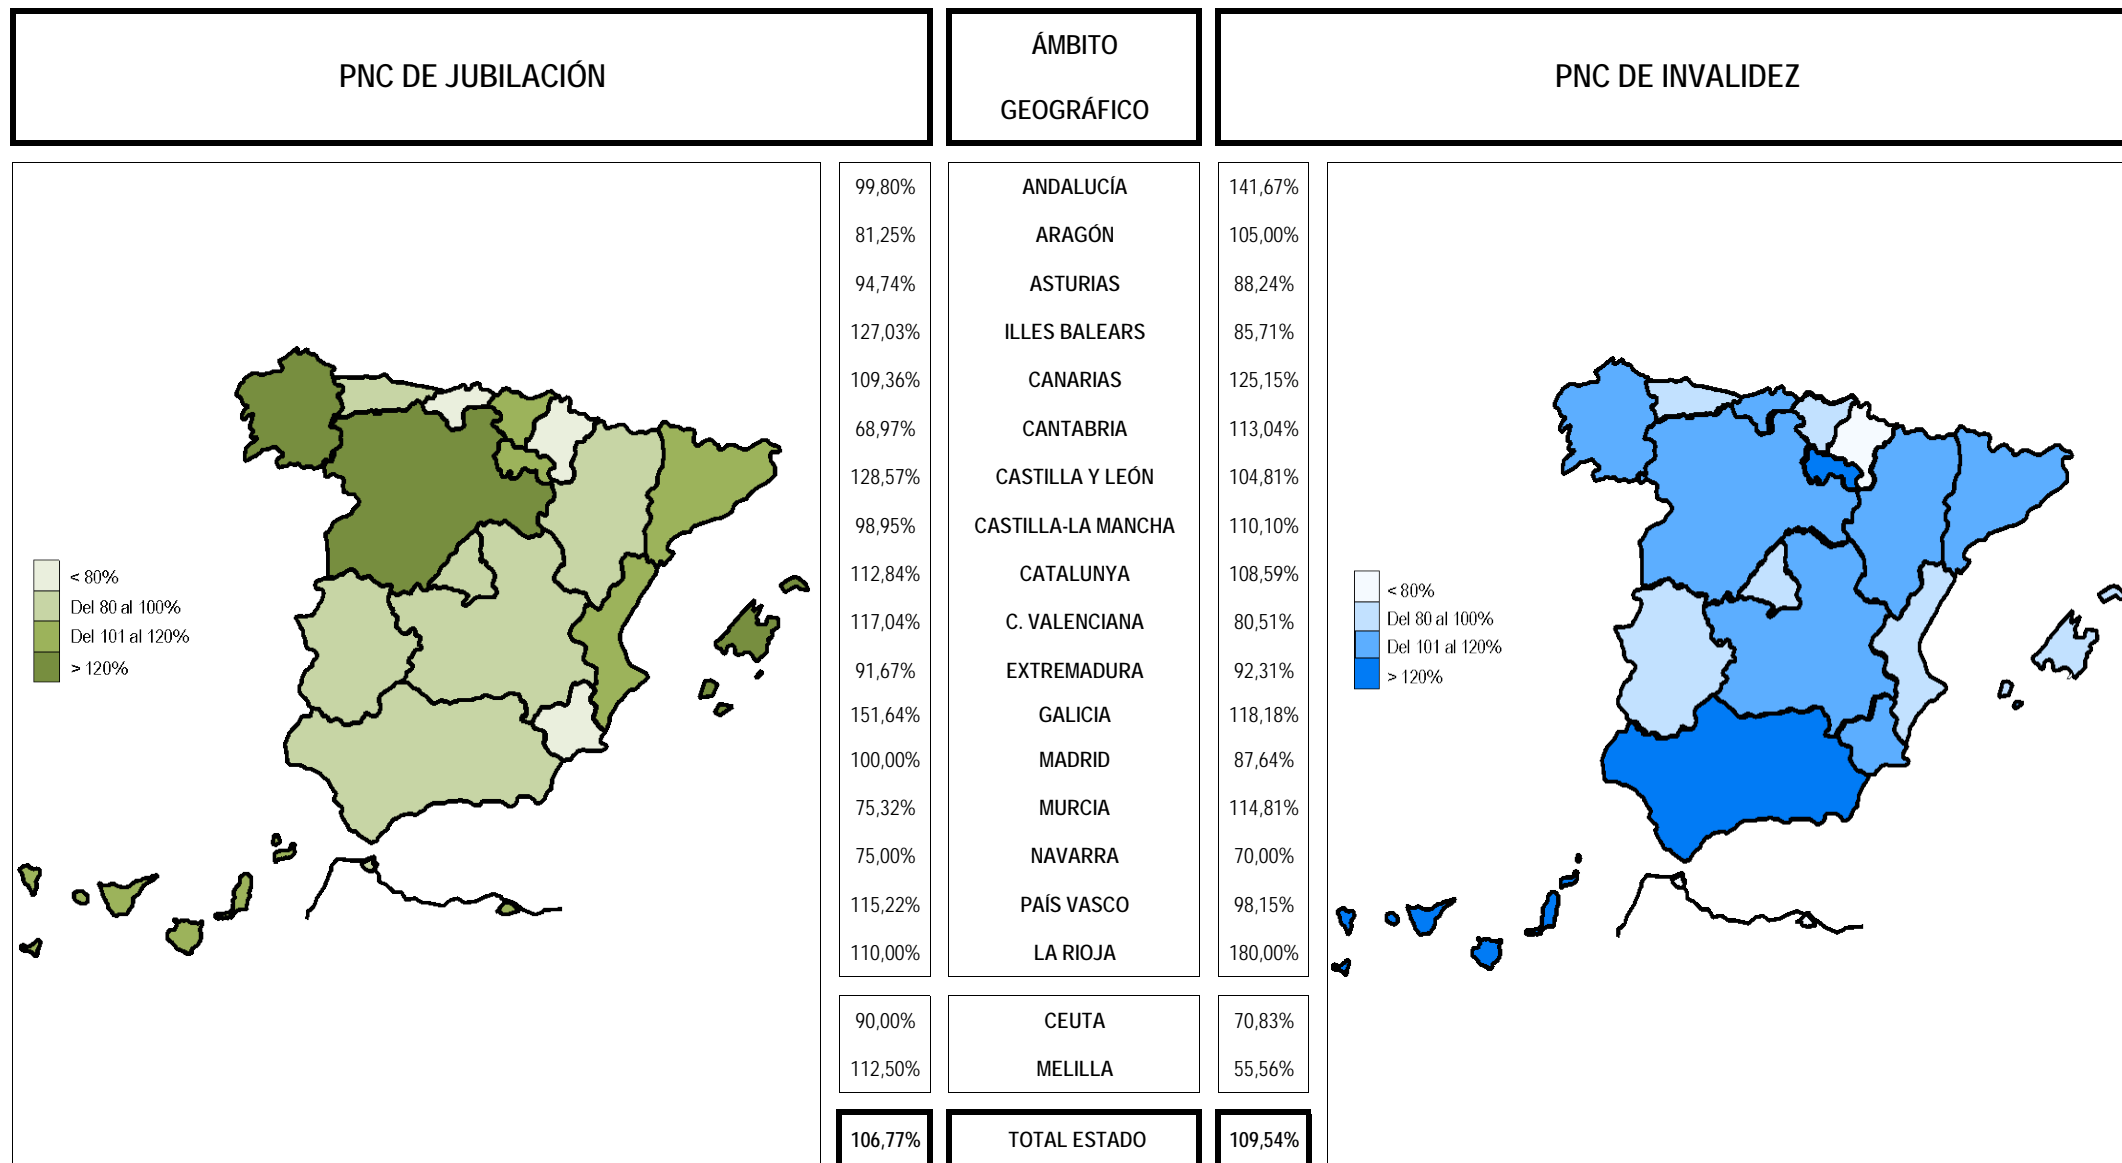 PNC DE JUBILACIÓN
ÁMBITO
GEOGRÁFICO
PNC DE INVALIDEZ
99,80% ANDALUCÍA 141,67%
81,25% ARAGÓN 105,00%
94,74% ASTURIAS 88,24%
127,03% ILLES BALEARS 85,71%
109,36% CANARIAS 125,15%
68,97% CANTABRIA 113,04%
128,57% CASTILLA Y LEÓN 104,81%
98,95% CASTILLA-LA MANCHA 110,10%
112,84% CATALUNYA 108,59%
117,04% C. VALENCIANA 80,51%
91,67% EXTREMADURA 92,31%
151,64% GALICIA 118,18%
100,00% MADRID 87,64%
75,32% MURCIA 114,81%
75,00% NAVARRA 70,00%
115,22% PAÍS VASCO 98,15%
110,00% LA RIOJA 180,00%
90,00% CEUTA 70,83%
112,50% MELILLA 55,56%
106,77% TOTAL ESTADO 109,54%
< 80%
Del 80 al 100%
Del 101 al 120%
> 120%
< 80%
Del 80 al 100%
Del 101 al 120%
> 120%